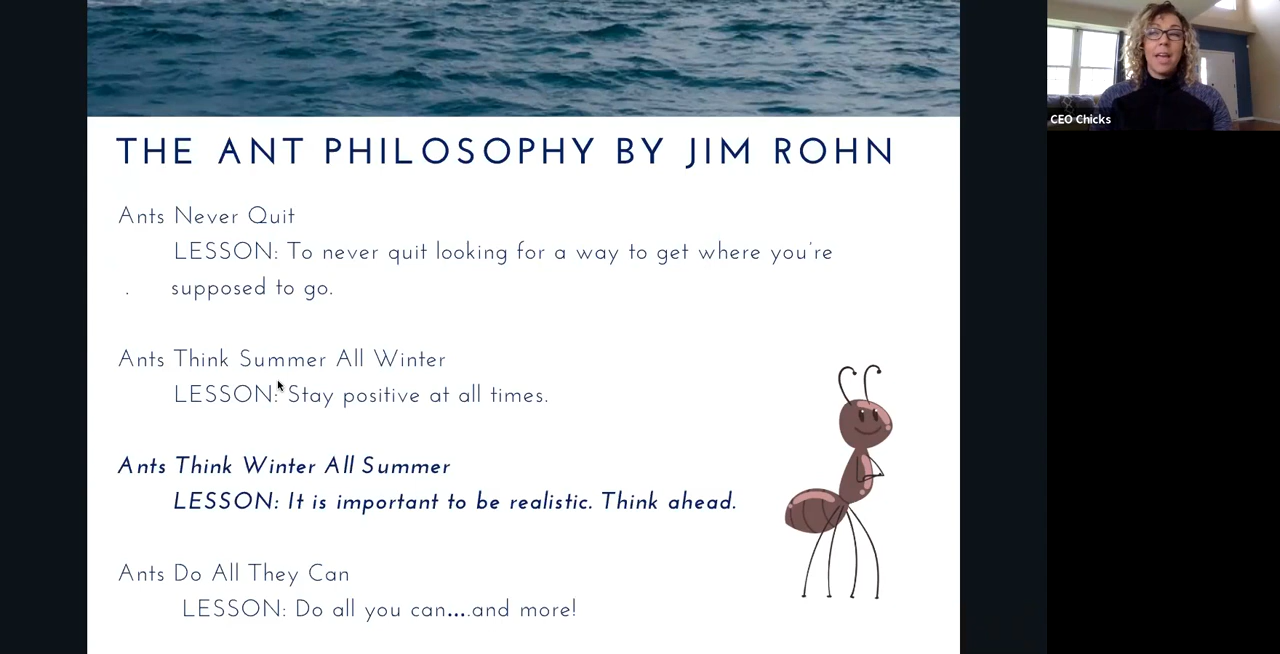 THE ANT PHILOSOPHY BY JIM ROHN
CEO Chicks
Ants Never Quit
LESSON: To never quit looking for a way to get where you're
. supposed to go.
Ants Think Summer All Winter
LESSON: Stay positive at all times.
Ants Think Winter All Summer
LESSON: It is important to be realistic. Think ahead.
Ants Do All They Can
LESSON: Do all you can....and more!